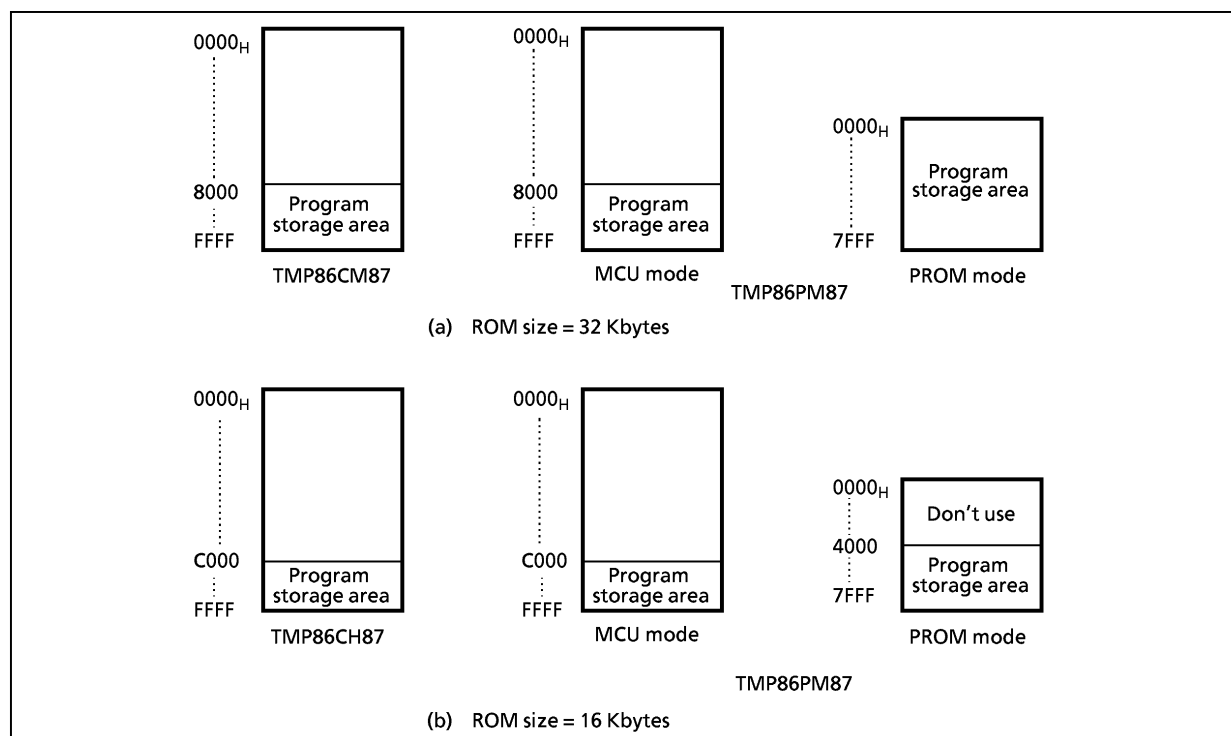 0000H
8000
FFFF
Program
storage area
TMP86CM87
0000H
8000
FFFF
Program
storage area
MCU mode
0000H
7FFF
Program
storage area
PROM mode
TMP86PM87
(a) ROM size = 32 Kbytes
0000H
C000
FFFF
Program
storage area
TMP86CH87
0000H
C000
FFFF
Program
storage area
MCU mode
0000H
Don't use
4000
Program
storage area
7FFF
PROM mode
TMP86PM87
(b) ROM size = 16 Kbytes